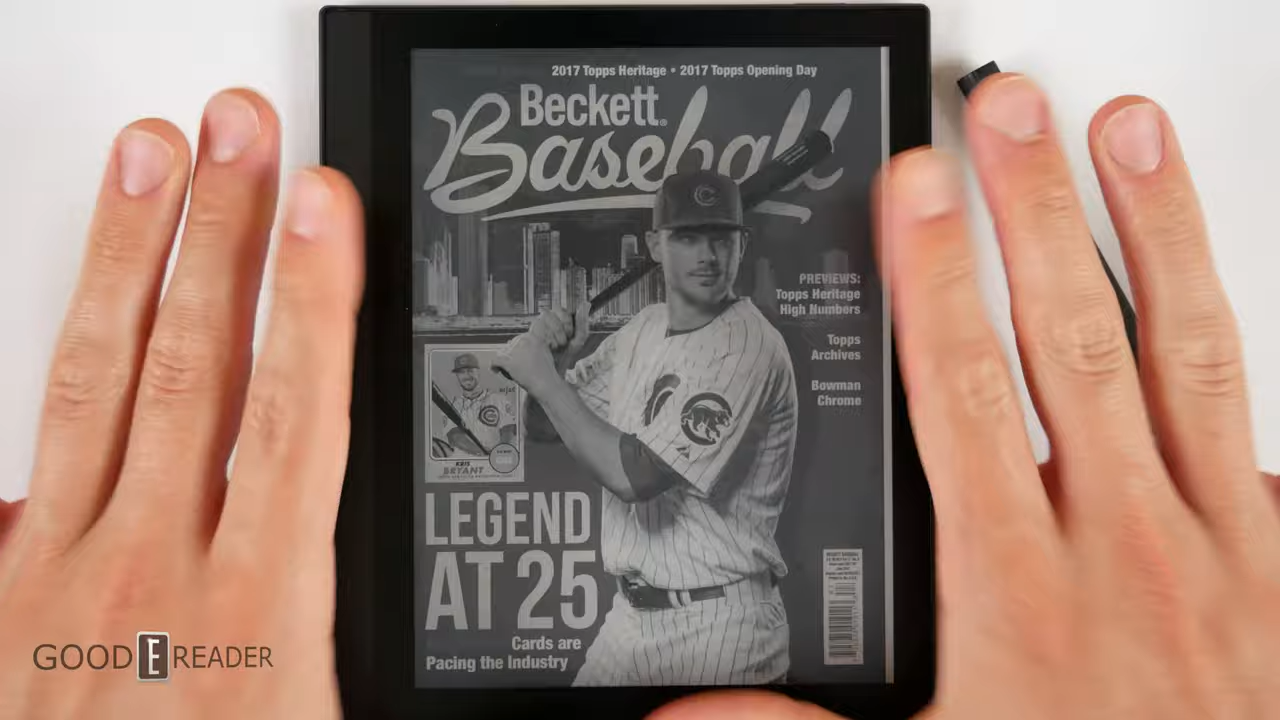 2017 Topps Heritage • 2017 Topps Opening Day
Beckett®
Baseball
PREVIEWS:
Topps Heritage
High Numbers
Topps
Archives
Bowman
Chrome
KRIS
BRYANT
LEGEND
AT 25
Cards are
Pacing the Industry
GOOD E READER